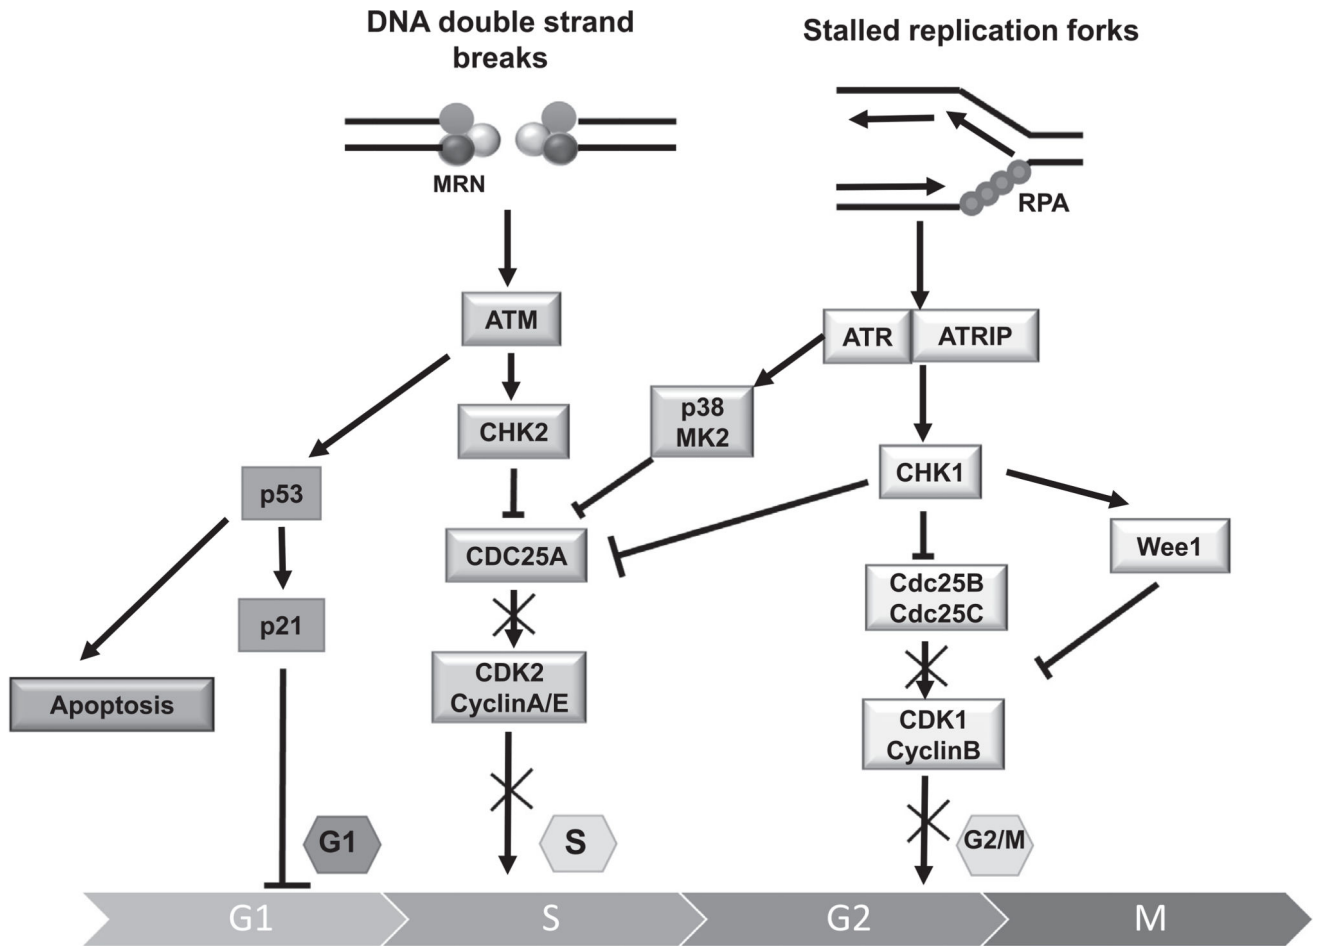 DNA double strand
breaks
Stalled replication forks
MRN
RPA
ATM
ATR
ATRIP
p38
MK2
CHK2
CHK1
p53
CDC25A
Wee1
Cdc25B
Cdc25C
p21
CDK2
CyclinA/E
Apoptosis
CDK1
CyclinB
G1
S
G2/M
G1
S
G2
M